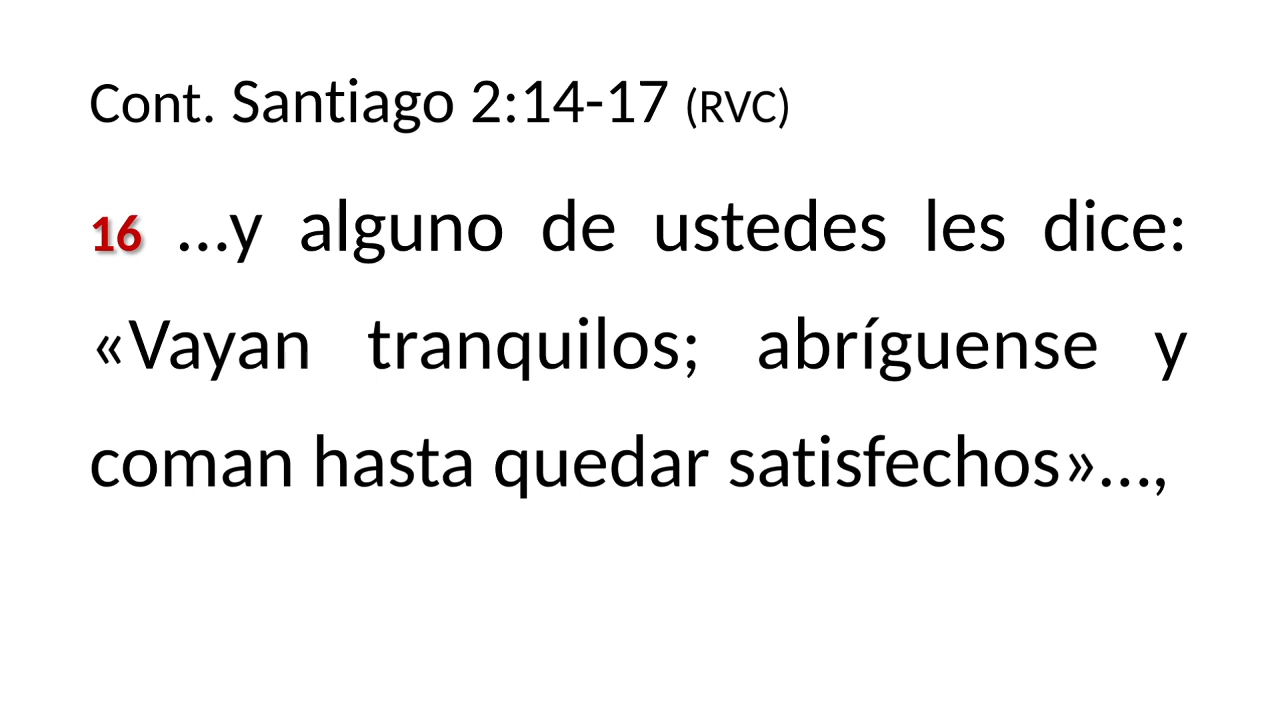 Cont. Santiago 2:14-17 (RVC)
16 …y alguno de ustedes les dice:
«Vayan tranquilos; abríguense y
coman hasta quedar satisfechos»…,